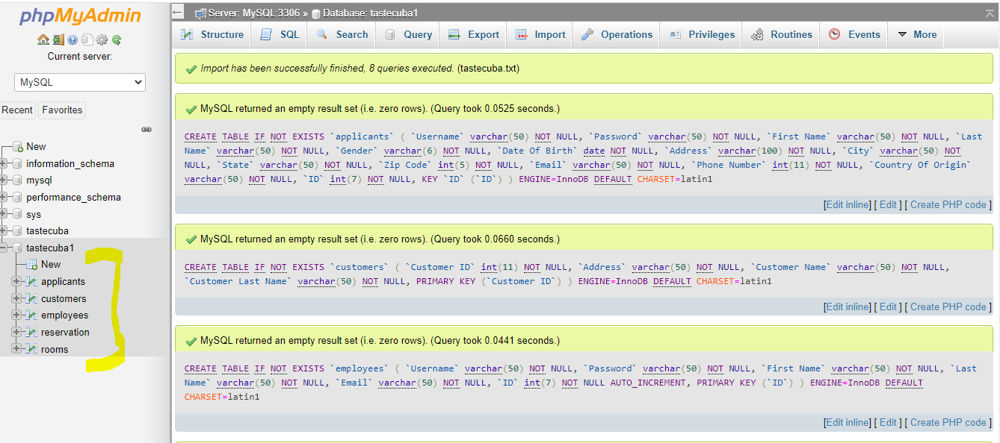 phpMyAdmin
Current server:
MySQL
Recent
Favorites
New
information_schema
mysql
performance_schema
sys
tastecuba
tastecuba1
New
applicants
customers
employees
reservation
rooms
Server: MySQL:3306 » Database: tastecuba1
Structure SQL Search Query Export Import Operations Privileges Routines Events More
Import has been successfully finished, 8 queries executed. (tastecuba.txt)
MySQL returned an empty result set (i.e. zero rows). (Query took 0.0525 seconds.)
CREATE TABLE IF NOT EXISTS `applicants` ( `Username` varchar(50) NOT NULL, `Password` varchar(50) NOT NULL, `First Name` varchar(50) NOT NULL, `Last
Name` varchar(50) NOT NULL, `Gender` varchar(6) NOT NULL, `Date Of Birth` date NOT NULL, `Address` varchar(100) NOT NULL, `City` varchar(50) NOT
NULL, `State` varchar(50) NOT NULL, `Zip Code` int(5) NOT NULL, `Email` varchar(50) NOT NULL, `Phone Number` int(11) NOT NULL, `Country Of Origin`
varchar(50) NOT NULL, `ID` int(7) NOT NULL, KEY `ID` (`ID`) ) ENGINE=InnoDB DEFAULT CHARSET=latin1
[Edit inline] [ Edit ] [ Create PHP code ]
MySQL returned an empty result set (i.e. zero rows). (Query took 0.0660 seconds.)
CREATE TABLE IF NOT EXISTS `customers` ( `Customer ID` int(11) NOT NULL, `Address` varchar(50) NOT NULL, `Customer Name` varchar(50) NOT NULL,
`Customer Last Name` varchar(50) NOT NULL, PRIMARY KEY (`Customer ID`) ) ENGINE=InnoDB DEFAULT CHARSET=latin1
[Edit inline] [ Edit ] [ Create PHP code ]
MySQL returned an empty result set (i.e. zero rows). (Query took 0.0441 seconds.)
CREATE TABLE IF NOT EXISTS `employees` ( `Username` varchar(50) NOT NULL, `Password` varchar(50) NOT NULL, `First Name` varchar(50) NOT NULL, `Last
Name` varchar(50) NOT NULL, `Email` varchar(50) NOT NULL, `ID` int(7) NOT NULL AUTO_INCREMENT, PRIMARY KEY (`ID`) ) ENGINE=InnoDB DEFAULT
CHARSET=latin1
[Edit inline] [ Edit ] [ Create PHP code ]